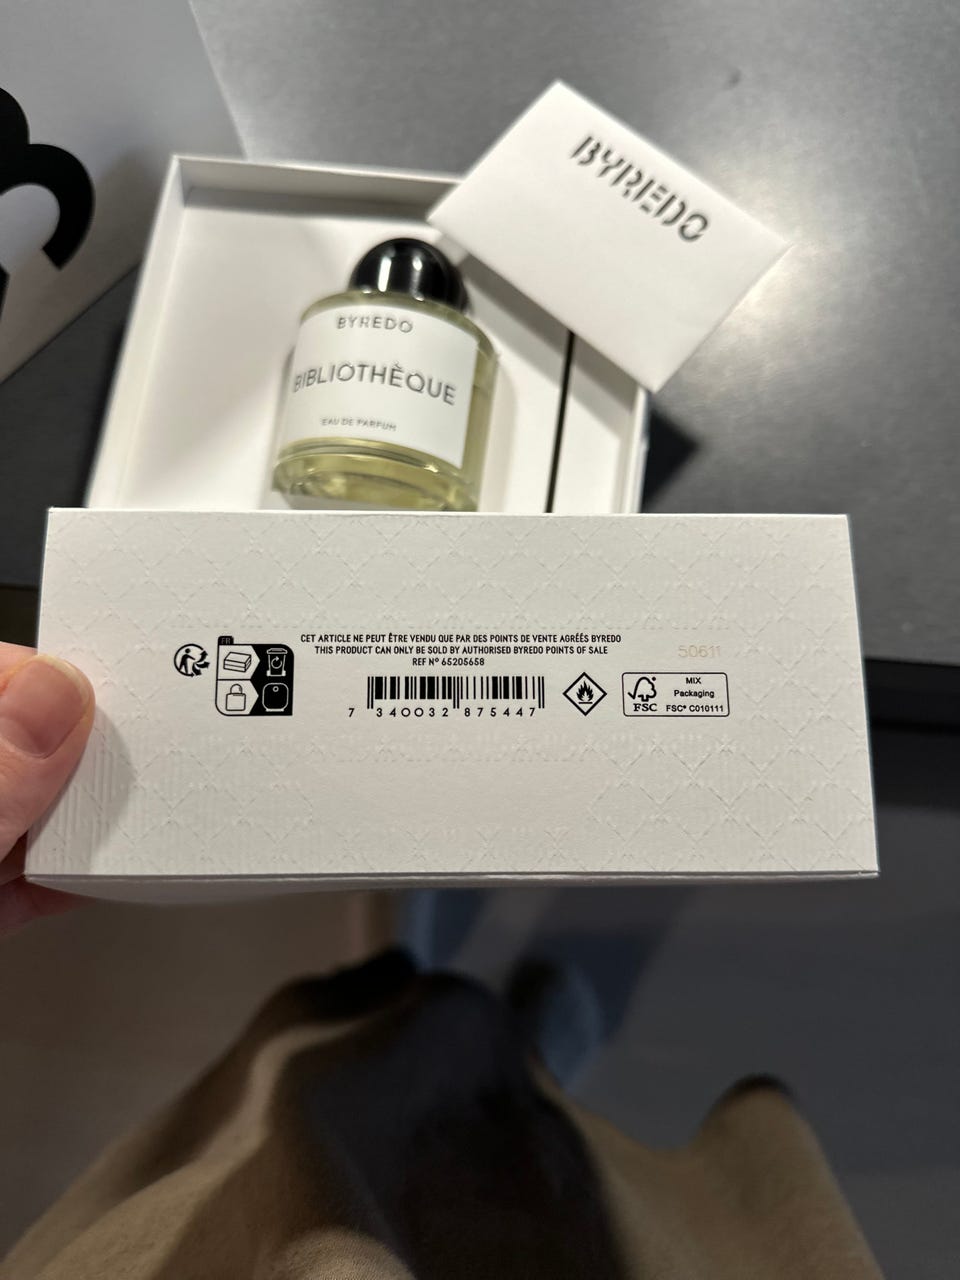 BYREDO
BYREDO
BIBLIOTHÈQUE
EAU DE PARFUM
FR
CET ARTICLE NE PEUT ÊTRE VENDU QUE PAR DES POINTS DE VENTE AGRÉÉS BYREDO
THIS PRODUCT CAN ONLY BE SOLD BY AUTHORISED BYREDO POINTS OF SALE
REF Nº 65205658
50611
7 340032 875447
FSC
MIX
Packaging
FSC® C010111